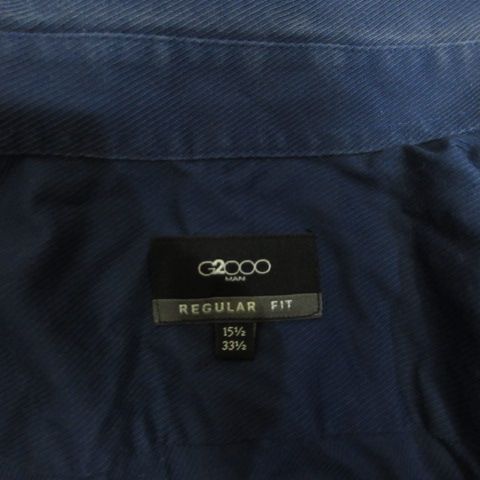 G2000
MAN
REGULAR FIT
15½
33½